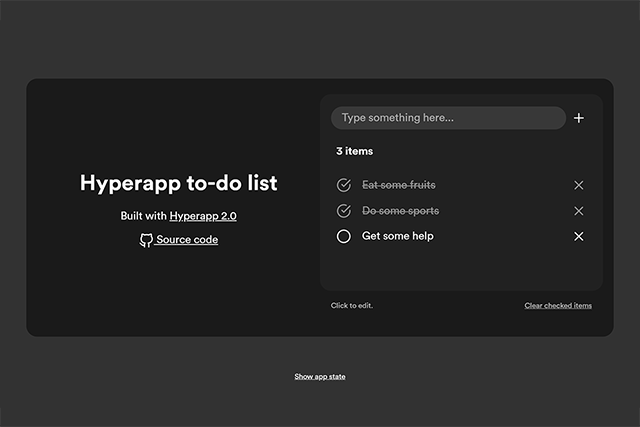 Hyperapp to-do list
Built with Hyperapp 2.0
Source code
Type something here...
3 items
Eat some fruits
Do some sports
Get some help
Click to edit.
Clear checked items
Show app state